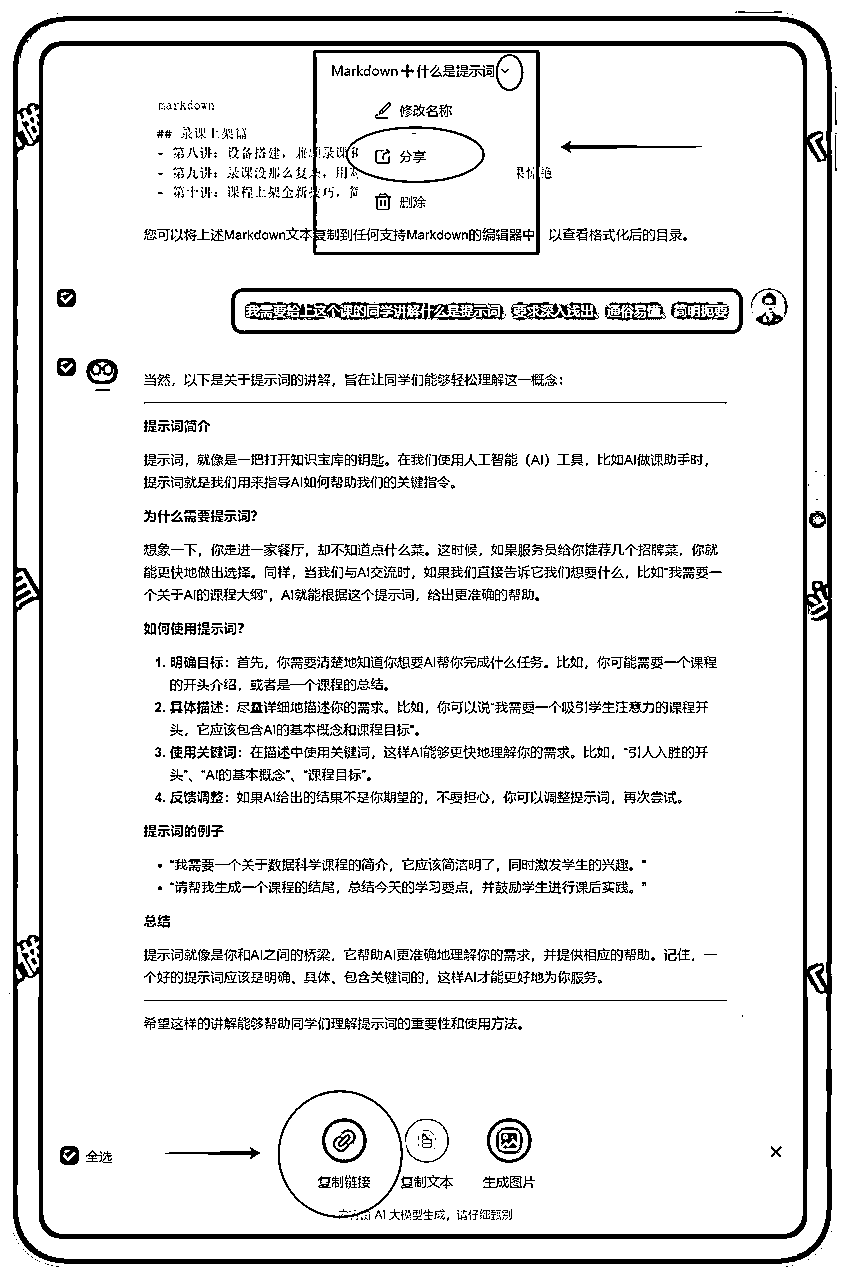 Markdown+什么是提示词
修改名称
分享
删除
markdown
## 录课上架篇
- 第八讲：设备搭建，
- 第九讲：录课没那么复杂，用对
- 第十讲：课程上架全新技巧，
您可以将上述Markdown文本复制到任何支持Markdown的编辑器中，以查看格式化后的目录。
我需要给上这个课的同学讲解什么是提示词，要求深入浅出、通俗易懂、简明扼要
当然，以下是关于提示词的讲解，旨在让同学们能够轻松理解这一概念：
提示词简介
提示词，就像是一把打开知识宝库的钥匙。在我们使用人工智能（AI）工具，比如AI做课助手时，
提示词就是我们用来指导AI如何帮助我们的关键指令。
为什么需要提示词？
想象一下，你走进一家餐厅，却不知道点什么菜。这时候，如果服务员给你推荐几个招牌菜，你就
能更快地做出选择。同样，当我们与AI交流时，如果我们直接告诉它我们想要什么，比如“我需要一
个关于AI的课程大纲”，AI就能根据这个提示词，给出更准确的帮助。
如何使用提示词？
1. 明确目标：首先，你需要清楚地知道你想要AI帮你完成什么任务。比如，你可能需要一个课程
的开头介绍，或者是一个课程的总结。
2. 具体描述：尽量详细地描述你的需求。比如，你可以说“我需要一个吸引学生注意力的课程开
头，它应该包含AI的基本概念和课程目标”。
3. 使用关键词：在描述中使用关键词，这样AI能够更快地理解你的需求。比如，“引人入胜的开
头”、“AI的基本概念”、“课程目标”。
4. 反馈调整：如果AI给出的结果不是你期望的，不要担心，你可以调整提示词，再次尝试。
提示词的例子
• “我需要一个关于数据科学课程的简介，它应该简洁明了，同时激发学生的兴趣。”
• “请帮我生成一个课程的结尾，总结今天的学习要点，并鼓励学生进行课后实践。”
总结
提示词就像是你和AI之间的桥梁，它帮助AI更准确地理解你的需求，并提供相应的帮助。记住，一
个好的提示词应该是明确、具体、包含关键词的，这样AI才能更好地为你服务。
希望这样的讲解能够帮助同学们理解提示词的重要性和使用方法。
全选
复制链接
复制文本
生成图片
AI 大模型生成，请仔细甄别